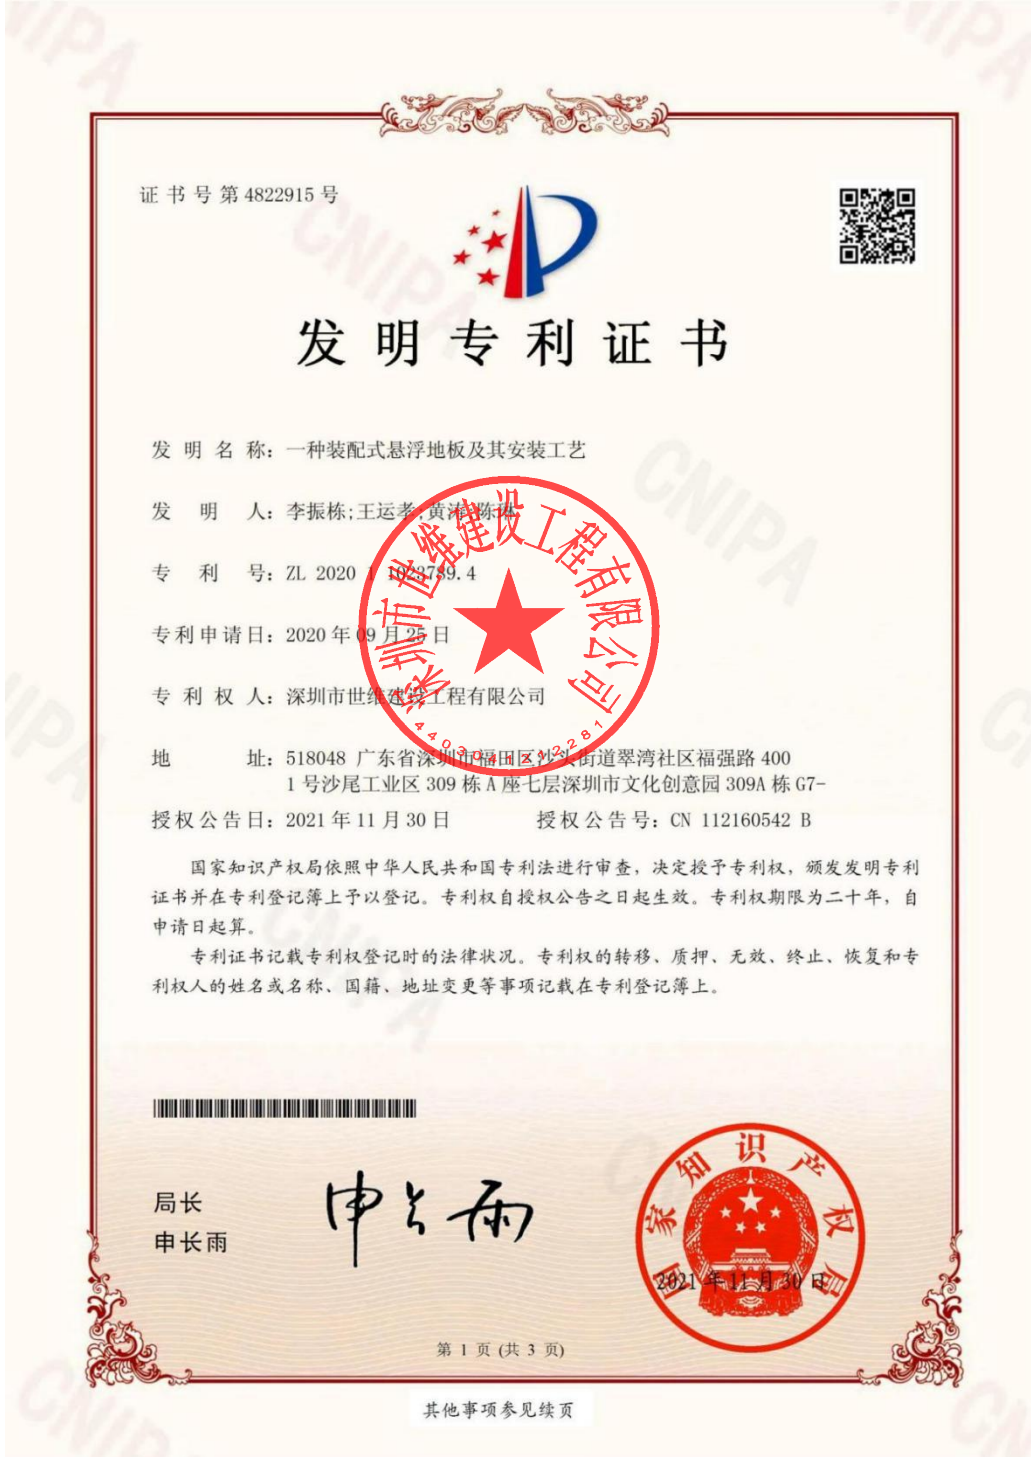 证书号第4822915号
发明专利证书
发明名称：一种装配式悬浮地板及其安装工艺
发明人：李振栋;王运孝;黄涛;陈琳
专利号：ZL 2020 1 1023789.4
专利申请日：2020年09月25日
专利权人：深圳市世维建设工程有限公司
地址：518048 广东省深圳市福田区沙头街道翠湾社区福强路400
1号沙尾工业区309栋A座七层深圳市文化创意园309A栋G7-
授权公告日：2021年11月30日 授权公告号：CN 112160542 B
深圳市世维建设工程有限公司
国家知识产权局依照中华人民共和国专利法进行审查，决定授予专利权，颁发发明专利
证书并在专利登记簿上予以登记。专利权自授权公告之日起生效。专利权期限为二十年，自
申请日起算。
专利证书记载专利权登记时的法律状况。专利权的转移、质押、无效、终止、恢复和专
利权人的姓名或名称、国籍、地址变更等事项记载在专利登记簿上。
局长
申长雨
申长雨
国家知识产权局
2021年11月30日
第 1 页 (共 3 页)
其他事项参见续页
CNIPA
CNIPA
CNIPA
CNIPA
CNIPA
CNIPA